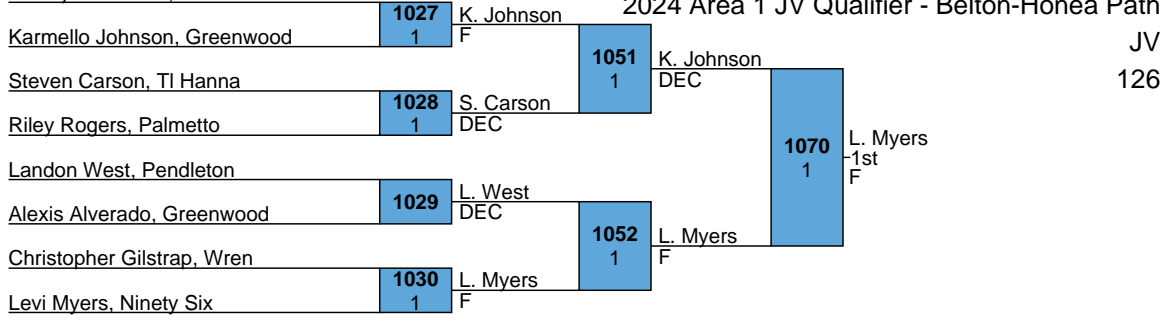 2024 Area 1 JV Qualifier - Belton-Honea Path
JV
126
Karmello Johnson, Greenwood
1027
1
K. Johnson
F
Steven Carson, TI Hanna
Riley Rogers, Palmetto
1028
1
S. Carson
DEC
1051
1
K. Johnson
DEC
Landon West, Pendleton
Alexis Alverado, Greenwood
1029
L. West
DEC
Christopher Gilstrap, Wren
Levi Myers, Ninety Six
1030
1
L. Myers
F
1052
1
L. Myers
F
1070
1
L. Myers
1st
F